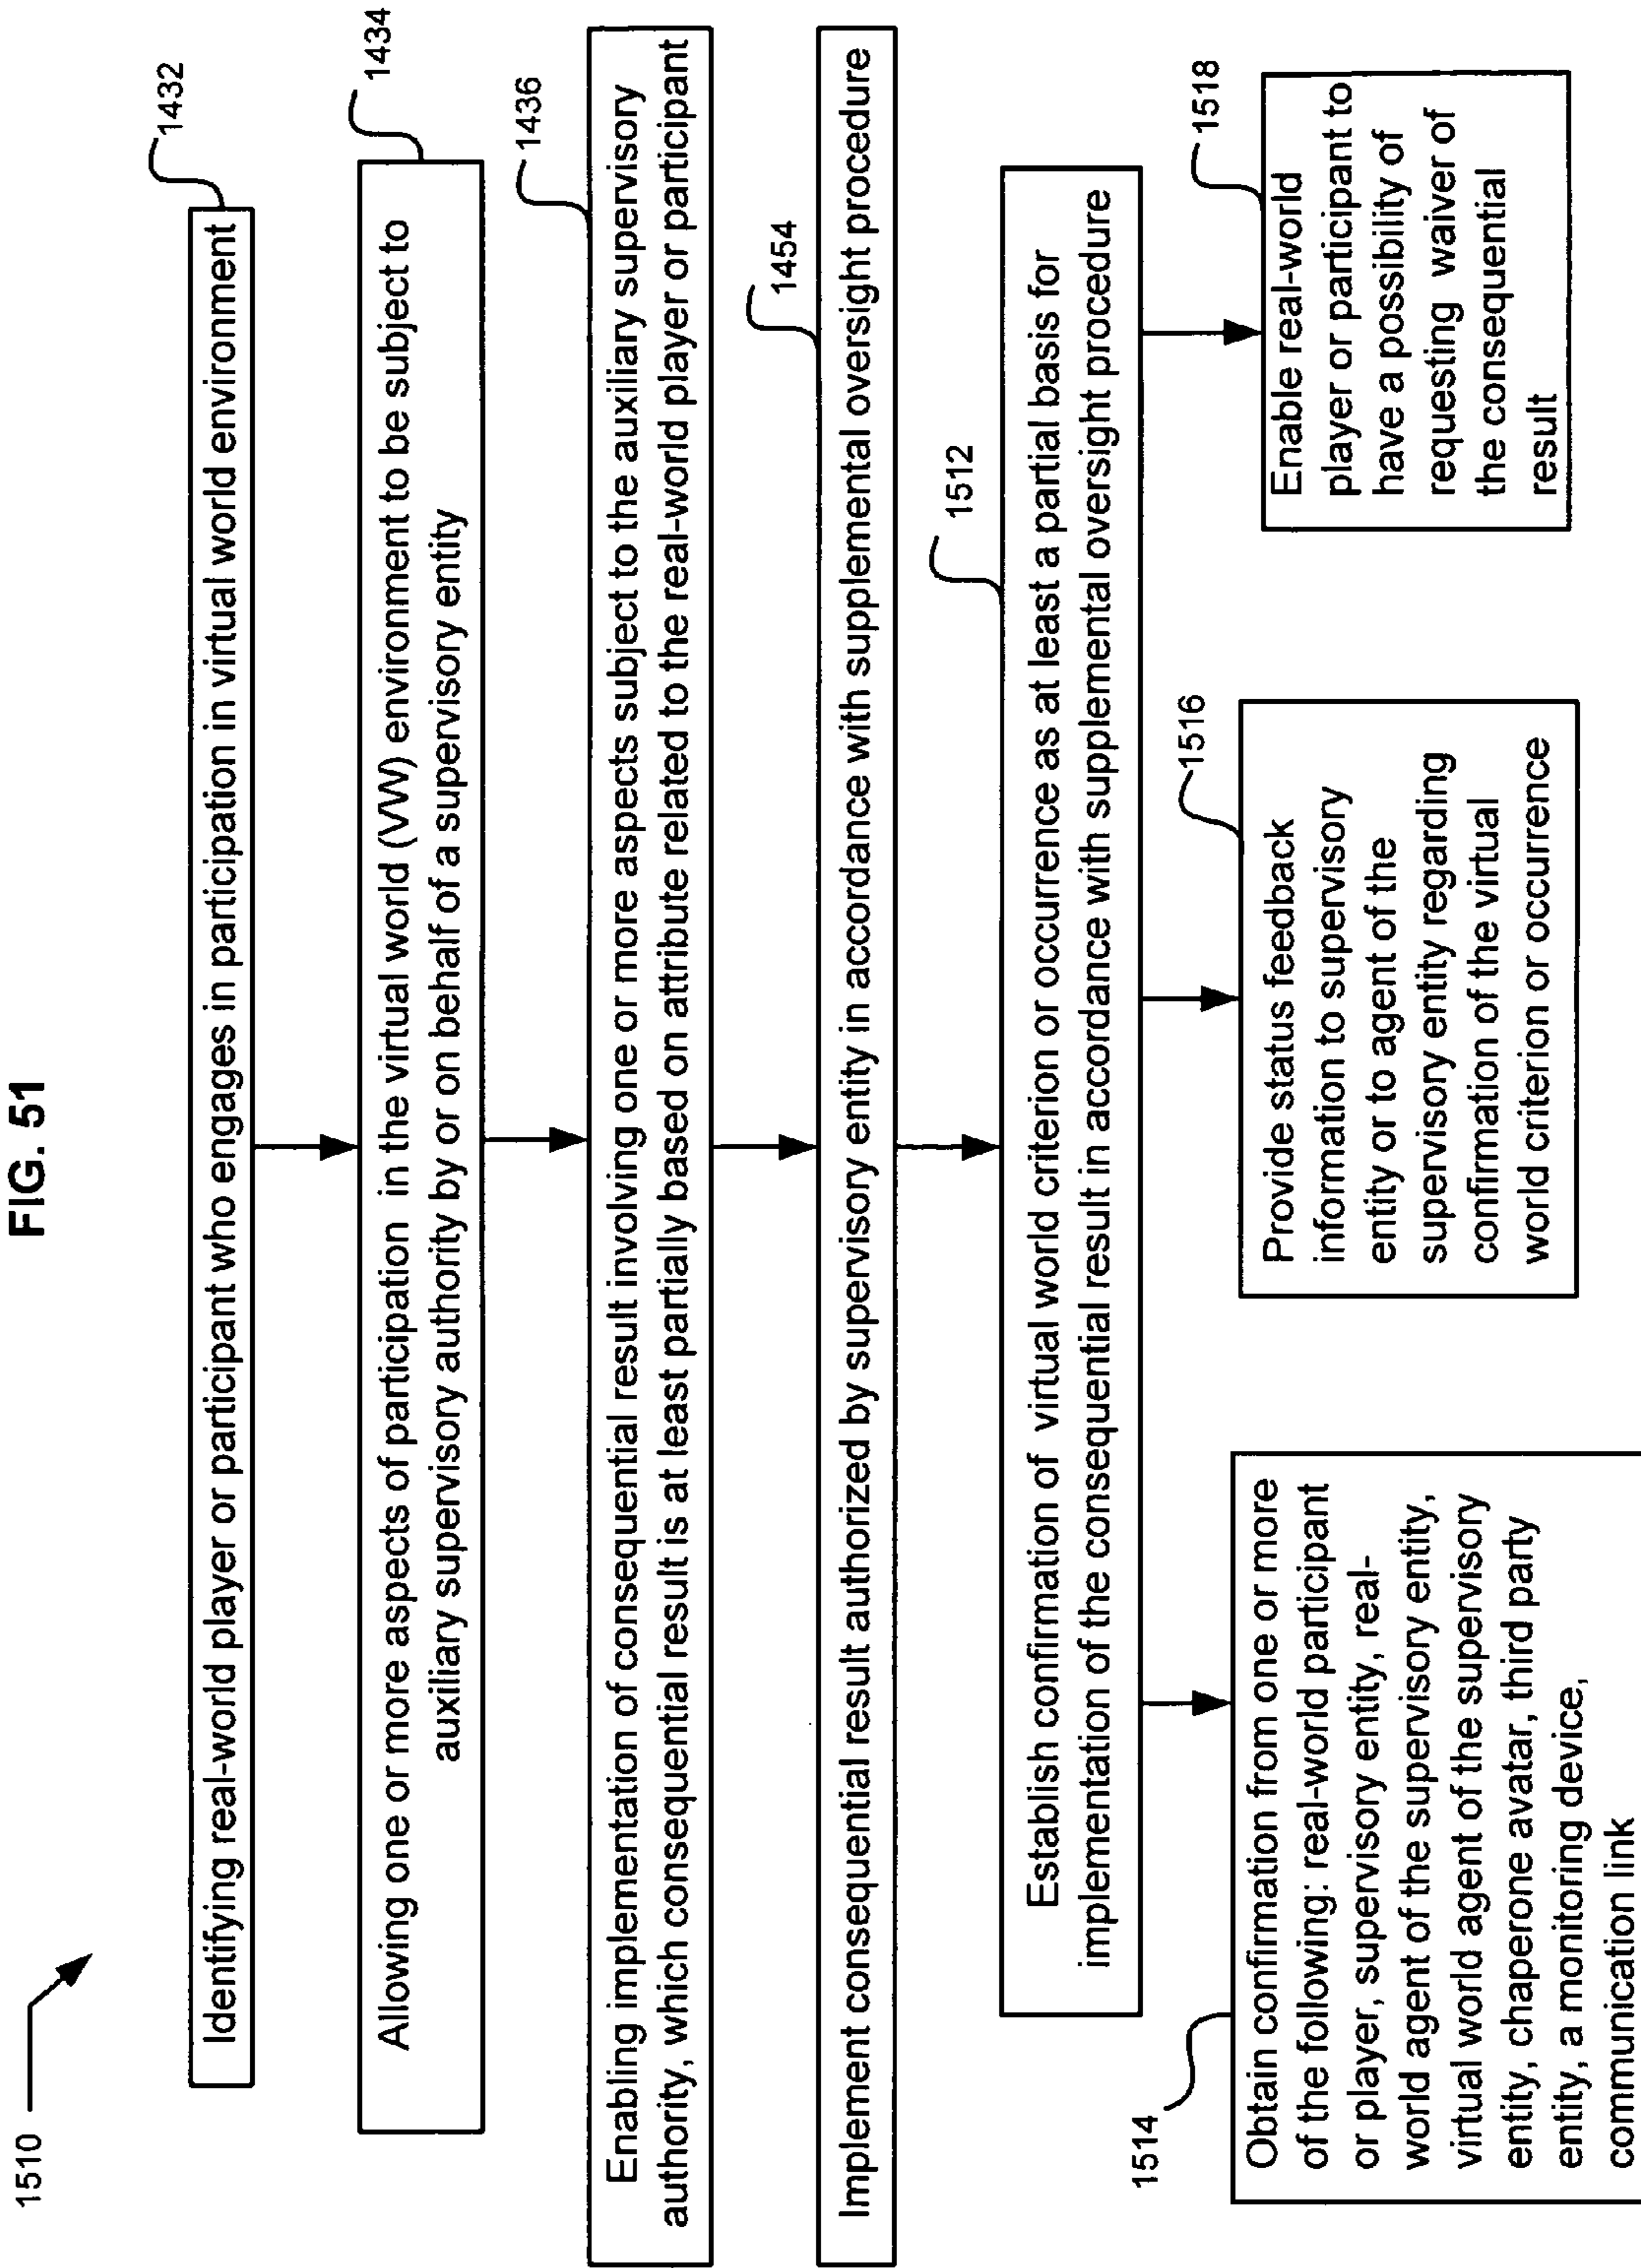 FIG. 51
1510
1432
Identifying real-world player or participant who engages in participation in virtual world environment
1434
Allowing one or more aspects of participation in the virtual world (VW) environment to be subject to
auxiliary supervisory authority by or on behalf of a supervisory entity
1436
Enabling implementation of consequential result involving one or more aspects subject to the auxiliary supervisory
authority, which consequential result is at least partially based on attribute related to the real-world player or participant
1454
Implement consequential result authorized by supervisory entity in accordance with supplemental oversight procedure
1512
Establish confirmation of virtual world criterion or occurrence as at least a partial basis for
implementation of the consequential result in accordance with supplemental oversight procedure
1514
Obtain confirmation from one or more
of the following: real-world participant
or player, supervisory entity, real-
world agent of the supervisory entity,
virtual world agent of the supervisory
entity, chaperone avatar, third party
entity, a monitoring device,
communication link
1516
Provide status feedback
information to supervisory
entity or to agent of the
supervisory entity regarding
confirmation of the virtual
world criterion or occurrence
1518
Enable real-world
player or participant to
have a possibility of
requesting waiver of
the consequential
result